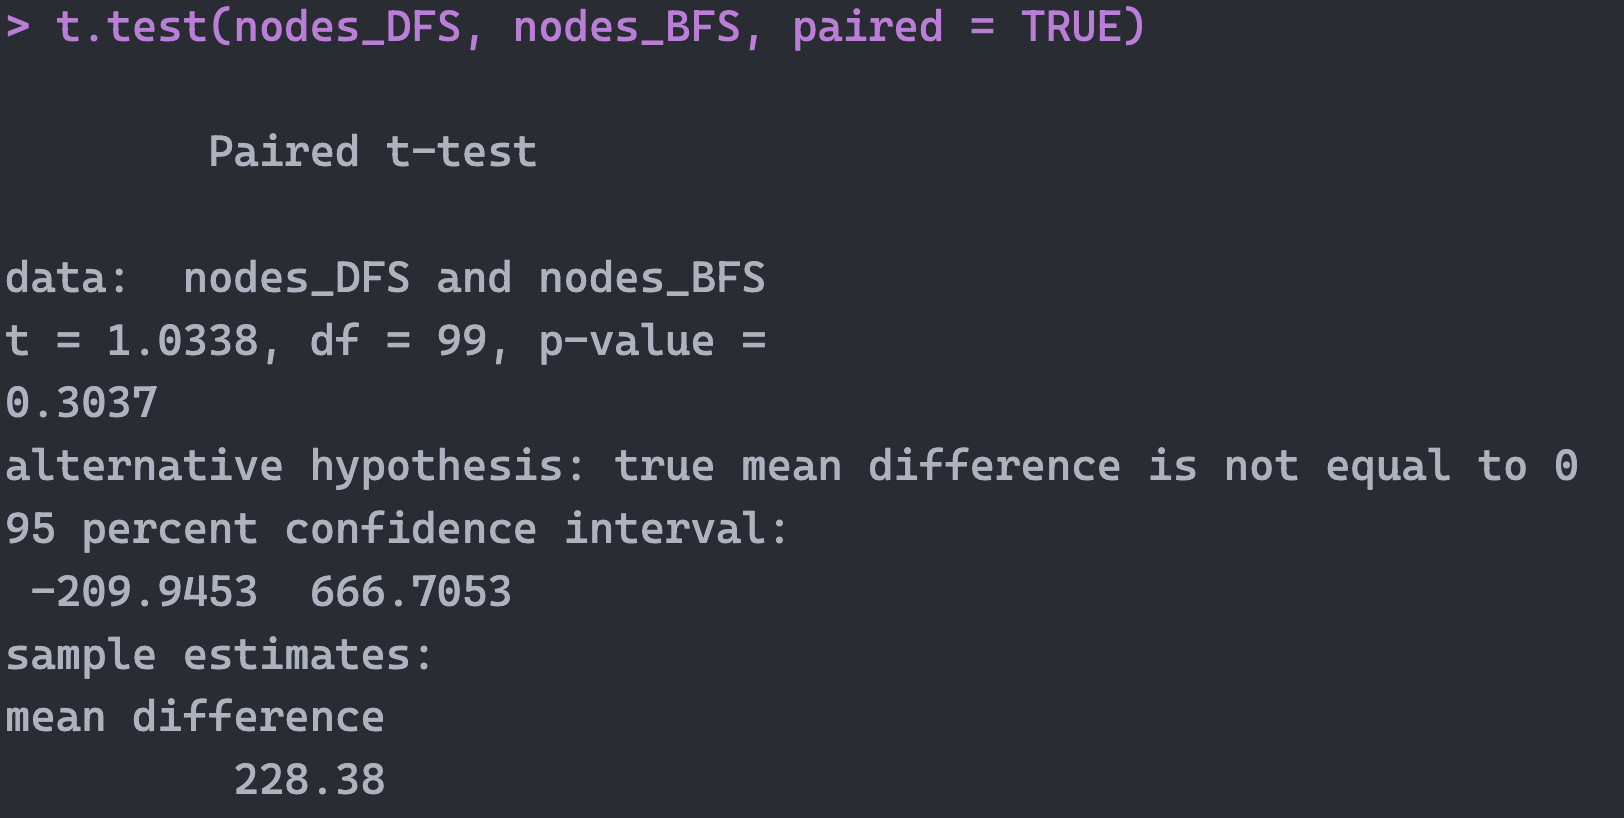 > t.test(nodes_DFS, nodes_BFS, paired = TRUE)
Paired t-test
data:  nodes_DFS and nodes_BFS
t = 1.0338, df = 99, p-value =
0.3037
alternative hypothesis: true mean difference is not equal to 0
95 percent confidence interval:
-209.9453  666.7053
sample estimates:
mean difference
228.38